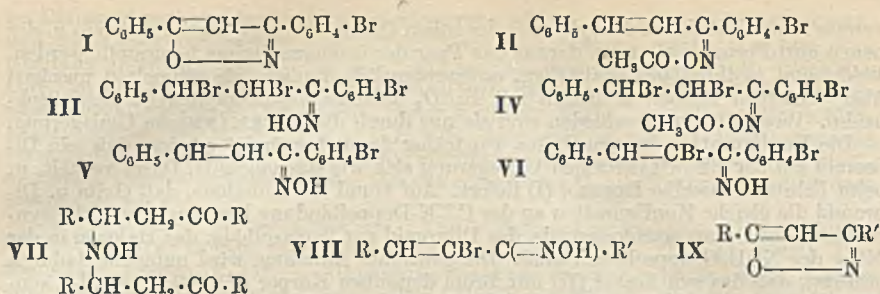 I C₆H₅·C═CH—C·C₆H₄·Br
O———N
II C₆H₅·CH═CH·C·C₆H₄·Br
CH₃CO·ON
III C₆H₅·CHBr·CHBr·C·C₆H₄Br
HON
IV C₆H₅·CHBr·CHBr·C·C₆H₄Br
CH₃CO·ON
V C₆H₅·CH═CH·C·C₆H₄Br
NOH
VI C₆H₅·CH═CBr·C·C₆H₄Br
NOH
VII R·CH·CH₂·CO·R
NOH
R·CH·CH₂·CO·R
VIII R·CH═CBr·C(═NOH)·R'
IX R·C═CH—CR'
O———N